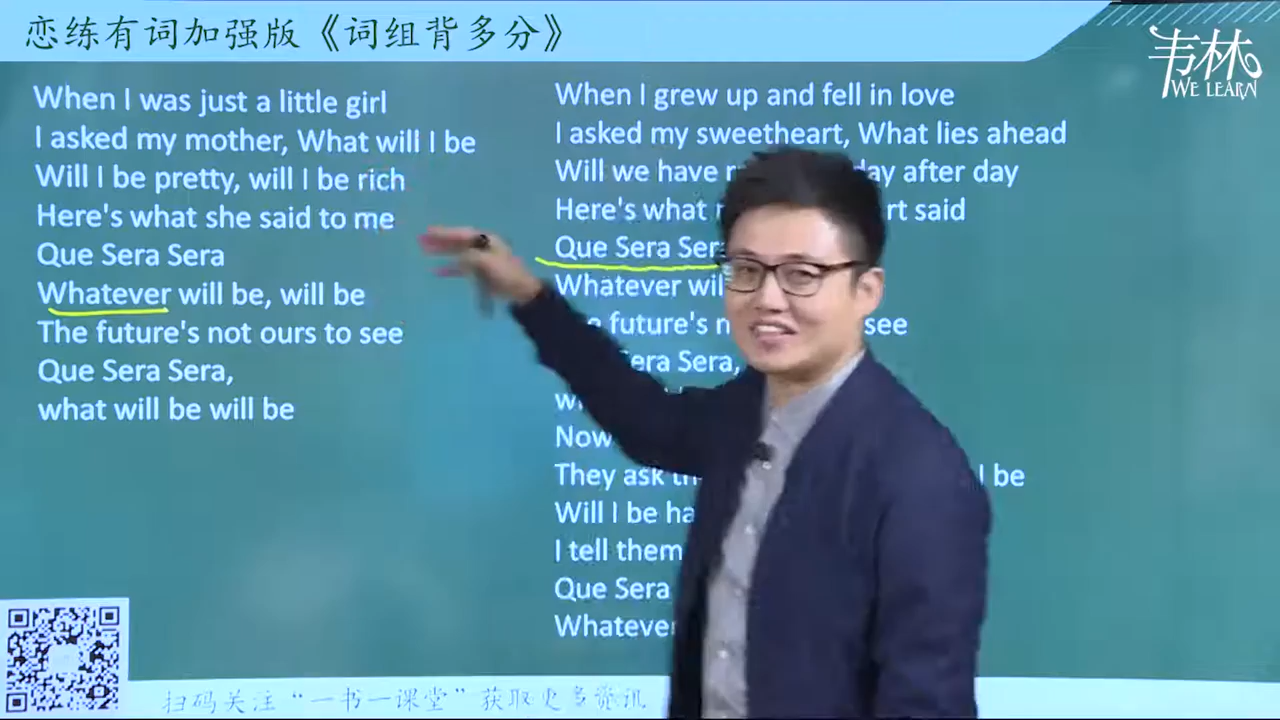 恋练有词加强版《词组背多分》
韦林
WE LEARN
When I was just a little girl
I asked my mother, What will I be
Will I be pretty, will I be rich
Here's what she said to me
Que Sera Sera
Whatever will be, will be
The future's not ours to see
Que Sera Sera,
what will be will be
When I grew up and fell in love
I asked my sweetheart, What lies ahead
Will we have day after day
Here's what said
Que Sera Sera
Whatever
future's see
Sera,
Now
They ask I be
Will I be
I tell them
Que Sera
Whatever
扫码关注“一书一课堂”获取更多资讯